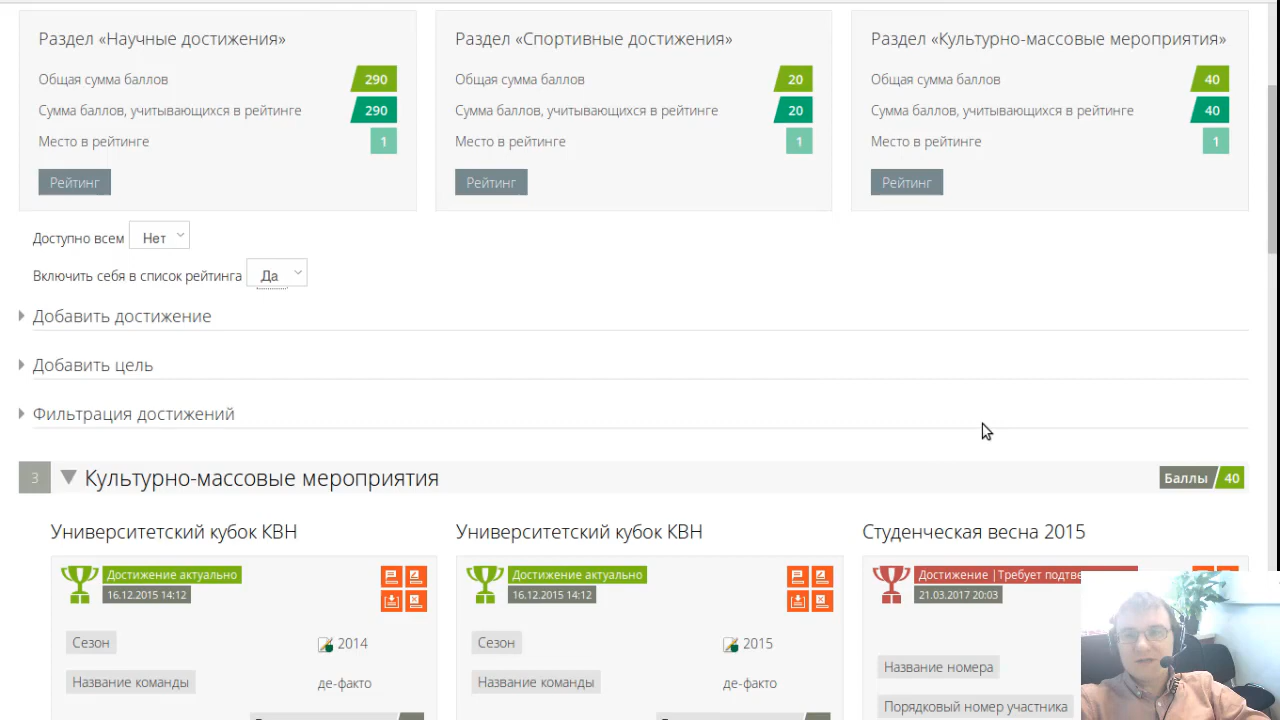 Раздел «Научные достижения»
Общая сумма баллов 290
Сумма баллов, учитывающихся в рейтинге 290
Место в рейтинге 1
Рейтинг
Раздел «Спортивные достижения»
Общая сумма баллов 20
Сумма баллов, учитывающихся в рейтинге 20
Место в рейтинге 1
Рейтинг
Раздел «Культурно-массовые мероприятия»
Общая сумма баллов 40
Сумма баллов, учитывающихся в рейтинге 40
Место в рейтинге 1
Рейтинг
Доступно всем Нет
Включить себя в список рейтинга Да
Добавить достижение
Добавить цель
Фильтрация достижений
3 Культурно-массовые мероприятия Баллы 40
Университетский кубок КВН
Достижение актуально
16.12.2015 14:12
Сезон 2014
Название команды де-факто
Университетский кубок КВН
Достижение актуально
16.12.2015 14:12
Сезон 2015
Название команды де-факто
Студенческая весна 2015
Достижение |Требует
21.03.2017 20:03
Название номера
Порядковый номер участника